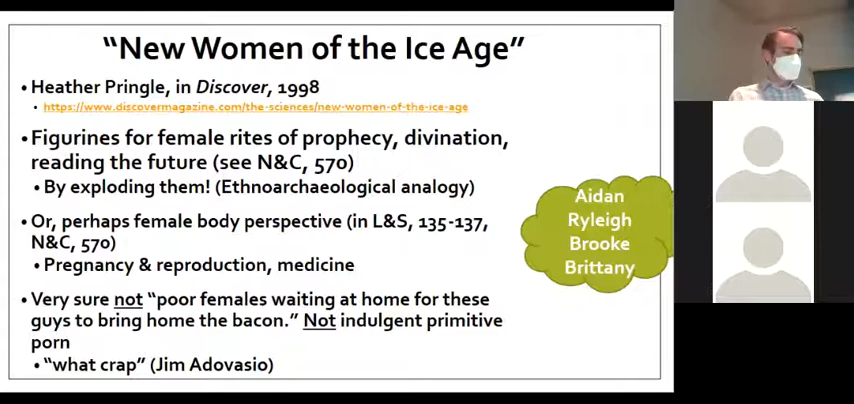 “New Women of the Ice Age”
• Heather Pringle, in Discover, 1998
• https://www.discovermagazine.com/the-sciences/new-women-of-the-ice-age
• Figurines for female rites of prophecy, divination,
reading the future (see N&C, 570)
• By exploding them! (Ethnoarchaeological analogy)
• Or, perhaps female body perspective (in L&S, 135-137,
N&C, 570)
• Pregnancy & reproduction, medicine
• Very sure not “poor females waiting at home for these
guys to bring home the bacon.” Not indulgent primitive
porn
• “what crap” (Jim Adovasio)
Aidan
Ryleigh
Brooke
Brittany